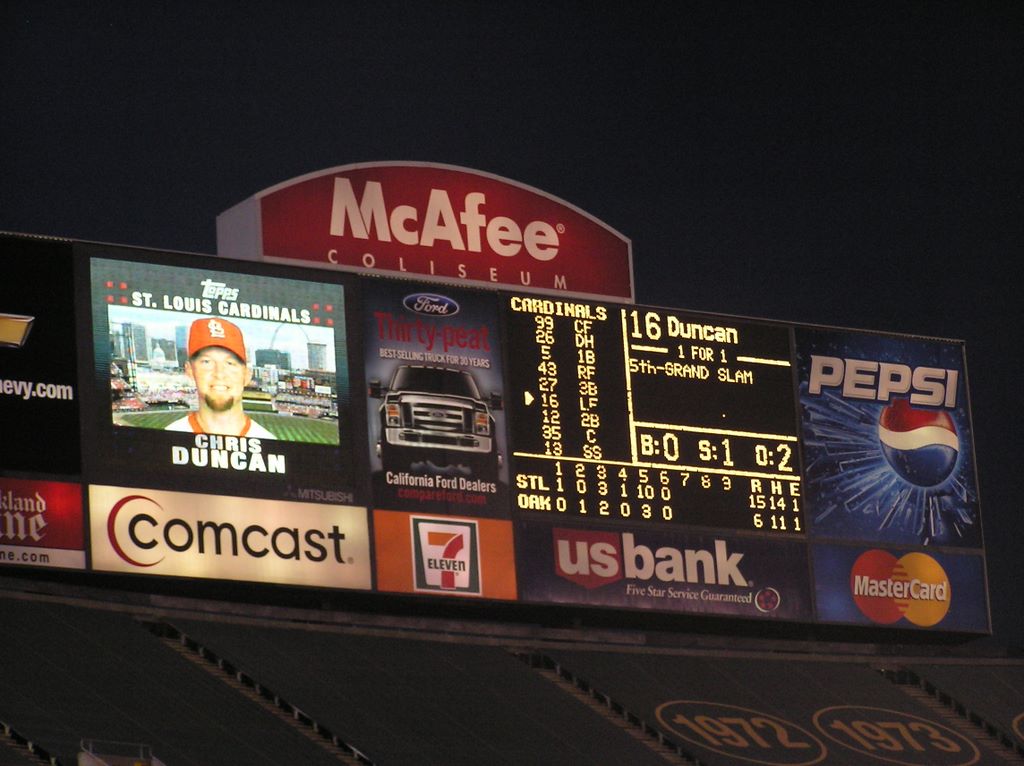 McAfee®
COLISEUM
Topps
ST. LOUIS CARDINALS
CHRIS
DUNCAN
MITSUBISHI
evy.com
kland
ne
ne.com
comcast.
Ford
Thirty-peat
BEST-SELLING TRUCK FOR 30 YEARS
California Ford Dealers
compareford.com
7
ELEVEN
CARDINALS
99 CF
26 DH
5 1B
43 RF
27 3B
16 LF
12 2B
35 C
13 SS
16 Duncan
1 FOR 1
5th-GRAND SLAM
B:0 S:1 O:2
1 2 3 4 5 6 7 8 9 R H E
STL 1 0 3 1 10 0 15 14 1
OAK 0 1 2 0 3 0 6 11 1
usbank.
Five Star Service Guaranteed
PEPSI
MasterCard
1972
1973